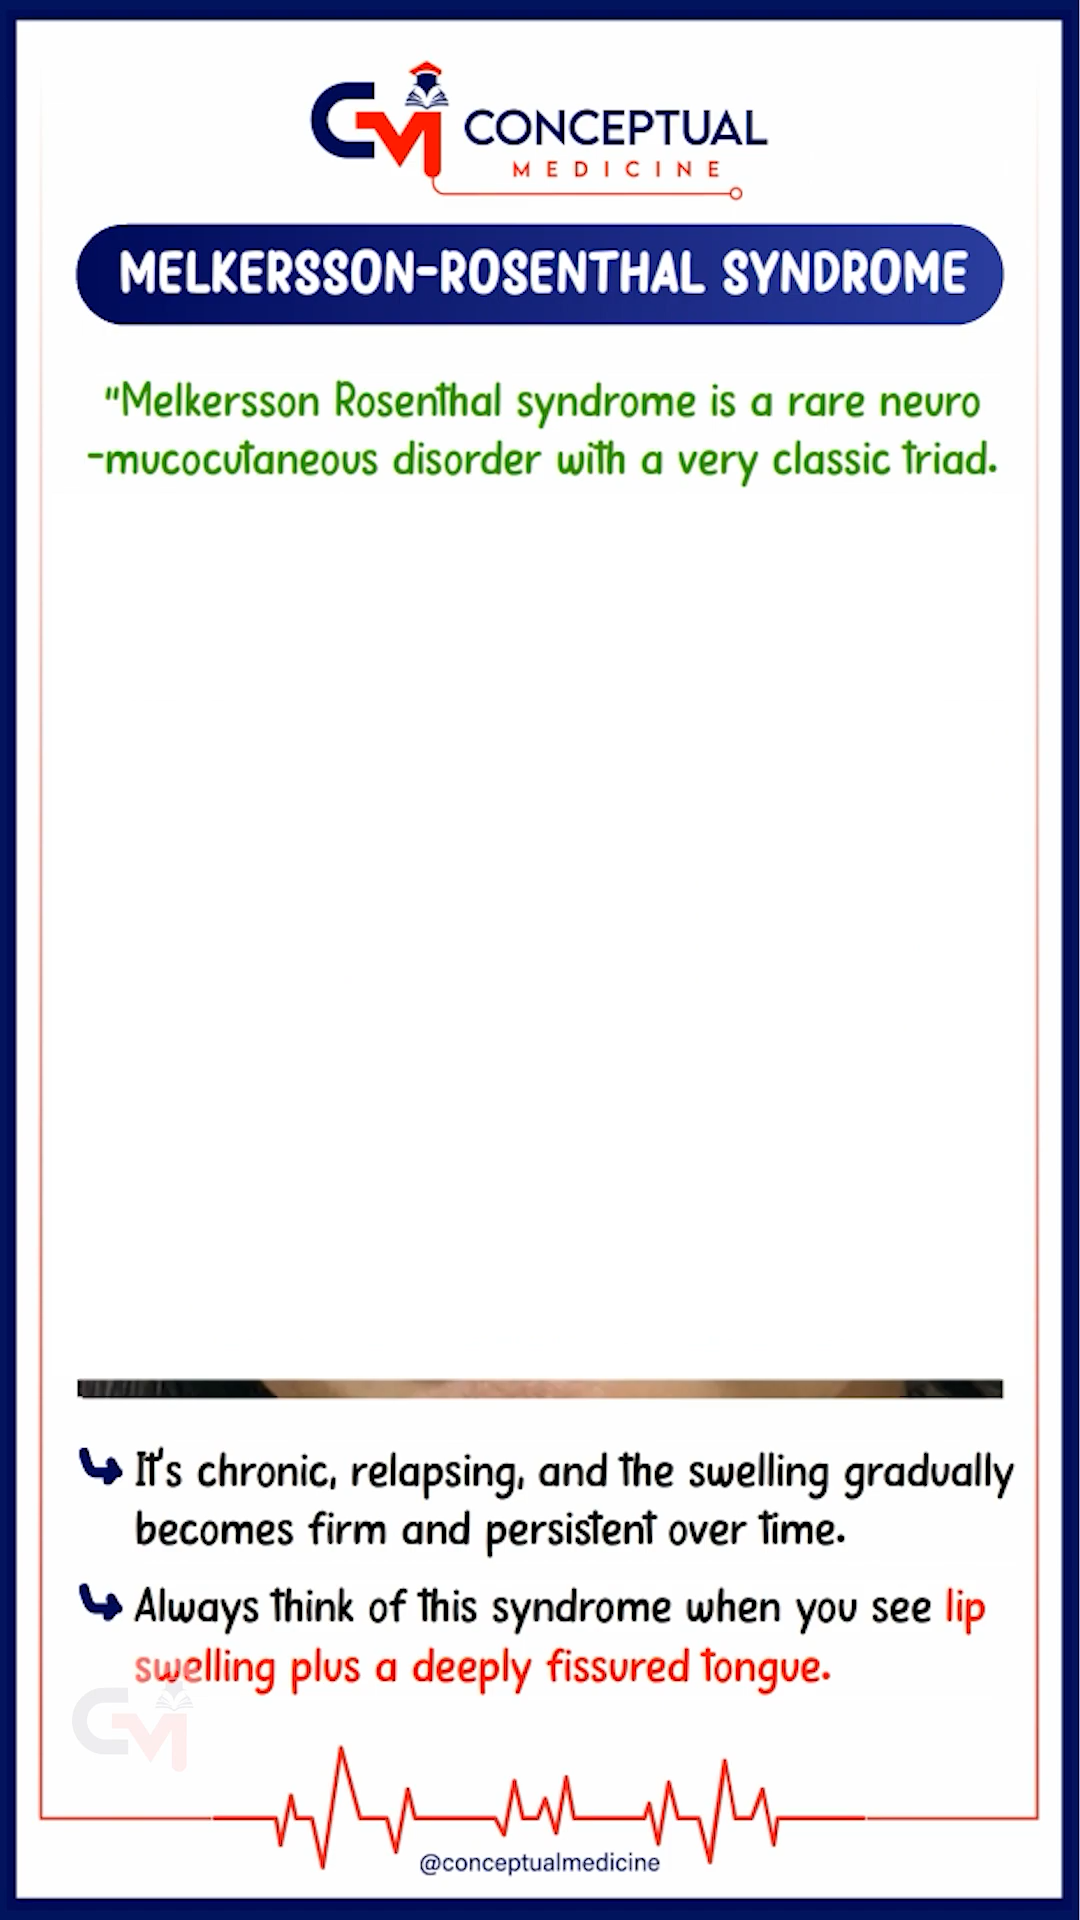 CM CONCEPTUAL
MEDICINE
MELKERSSON-ROSENTHAL SYNDROME
"Melkersson Rosenthal syndrome is a rare neuro
-mucocutaneous disorder with a very classic triad.
It's chronic, relapsing, and the swelling gradually
becomes firm and persistent over time.
Always think of this syndrome when you see lip
swelling plus a deeply fissured tongue.
CM
@conceptualmedicine